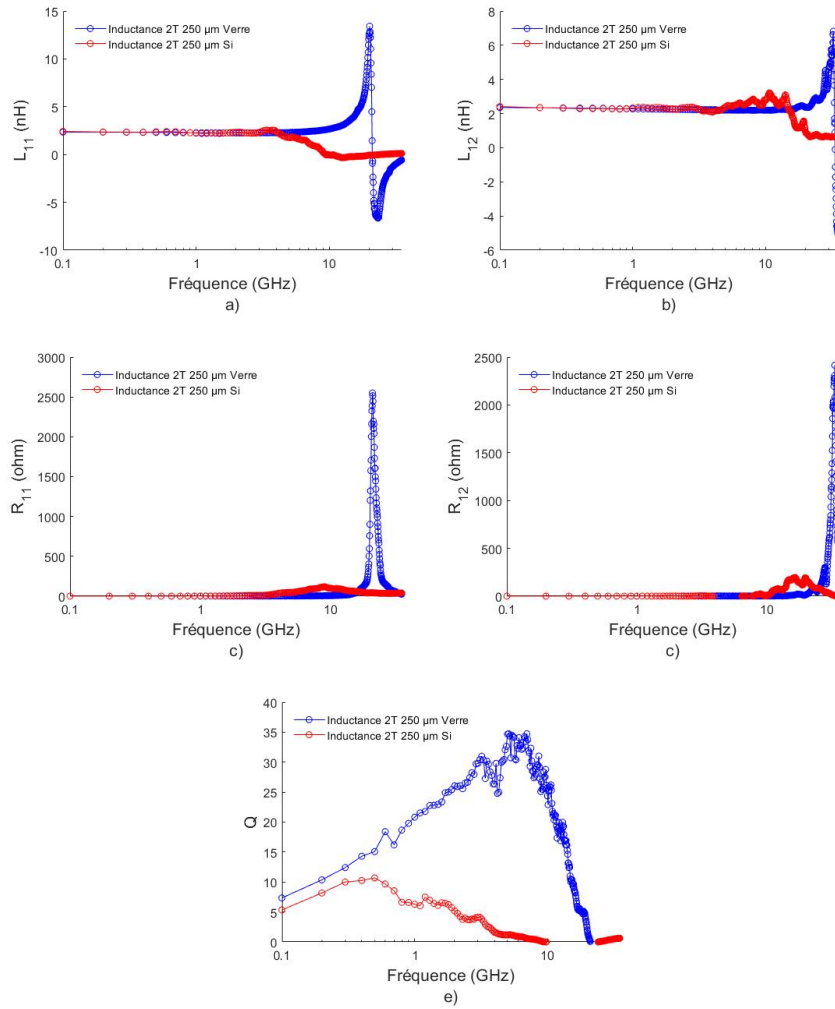 Inductance 2T 250 µm Verre
Inductance 2T 250 µm Si
L11 (nH)
15
10
5
0
-5
-10
0.1 1 10
Fréquence (GHz)
a)
Inductance 2T 250 µm Verre
Inductance 2T 250 µm Si
L12 (nH)
8
6
4
2
0
-2
-4
-6
0.1 1 10
Fréquence (GHz)
b)
Inductance 2T 250 µm Verre
Inductance 2T 250 µm Si
R11 (ohm)
3000
2500
2000
1500
1000
500
0
0.1 1 10
Fréquence (GHz)
c)
Inductance 2T 250 µm Verre
Inductance 2T 250 µm Si
R12 (ohm)
2500
2000
1500
1000
500
0
0.1 1 10
Fréquence (GHz)
c)
Inductance 2T 250 µm Verre
Inductance 2T 250 µm Si
Q
40
35
30
25
20
15
10
5
0
0.1 1 10
Fréquence (GHz)
e)